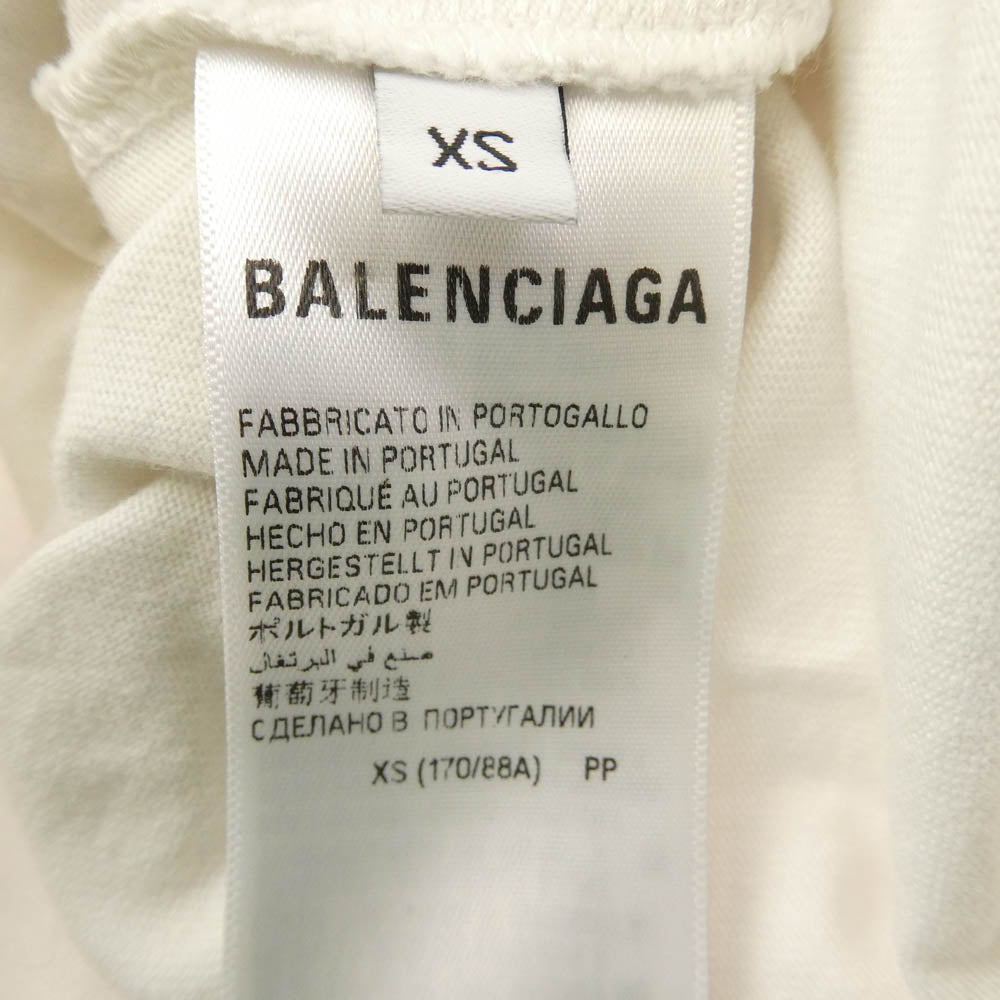 XS
BALENCIAGA
FABBRICATO IN PORTOGALLO
MADE IN PORTUGAL
FABRIQUÉ AU PORTUGAL
HECHO EN PORTUGAL
HERGESTELLT IN PORTUGAL
FABRICADO EM PORTUGAL
ポルトガル製
صنع في البرتغال
葡萄牙制造
СДЕЛАНО В ПОРТУГАЛИИ
XS (170/88A) PP